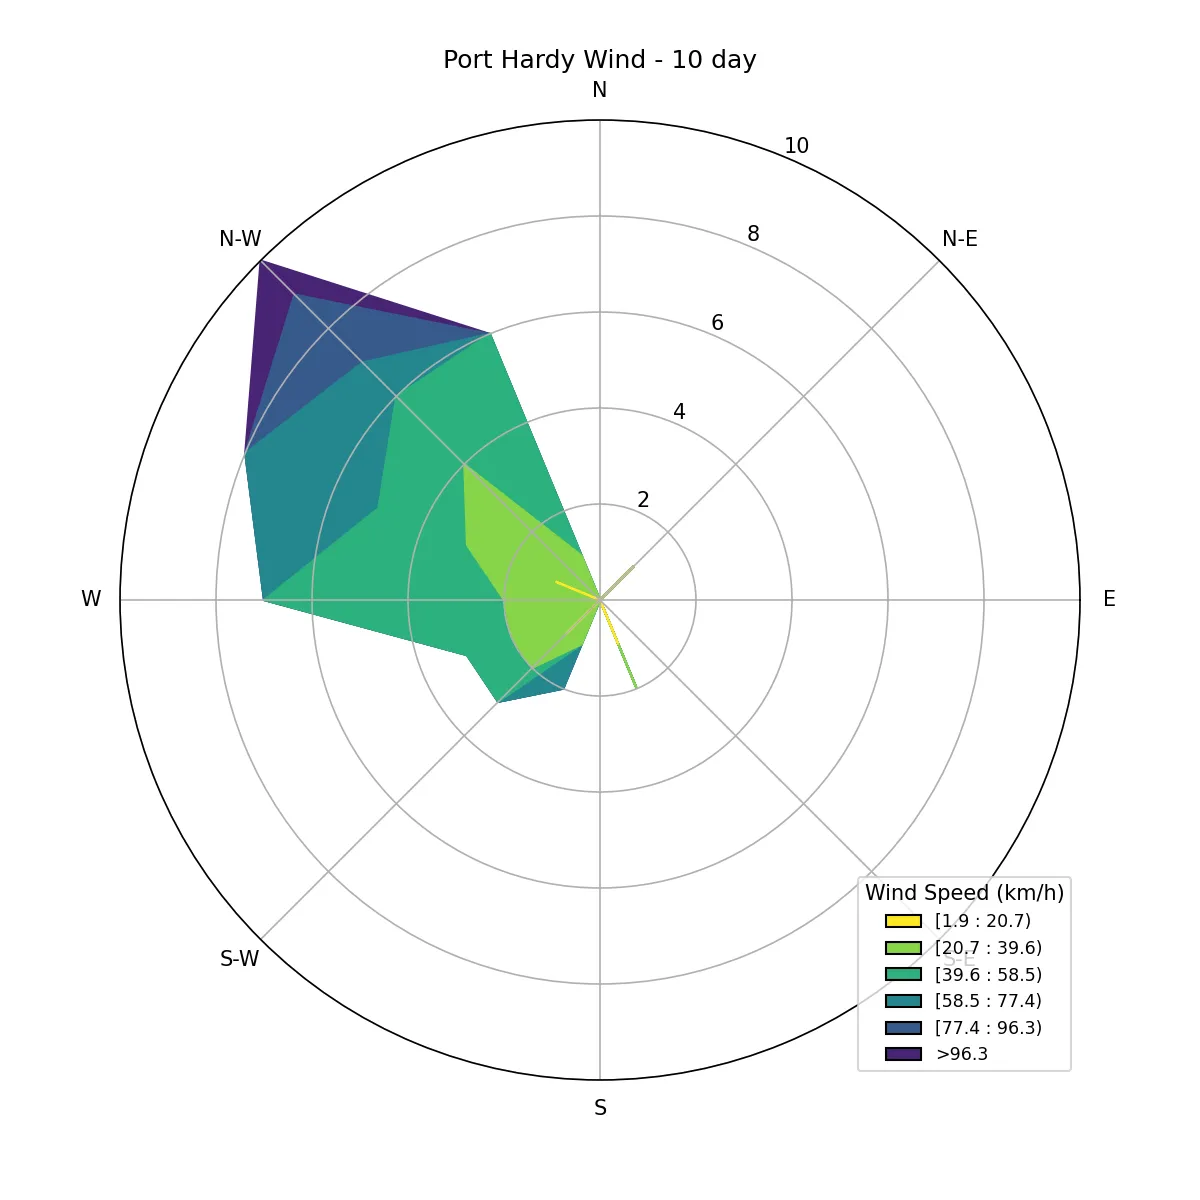 Port Hardy Wind - 10 day
N
10
N-W
N-E
8
6
4
2
W
E
Wind Speed (km/h)
[1.9 : 20.7)
[20.7 : 39.6)
S-W
S-E
[39.6 : 58.5)
[58.5 : 77.4)
[77.4 : 96.3)
>96.3
S